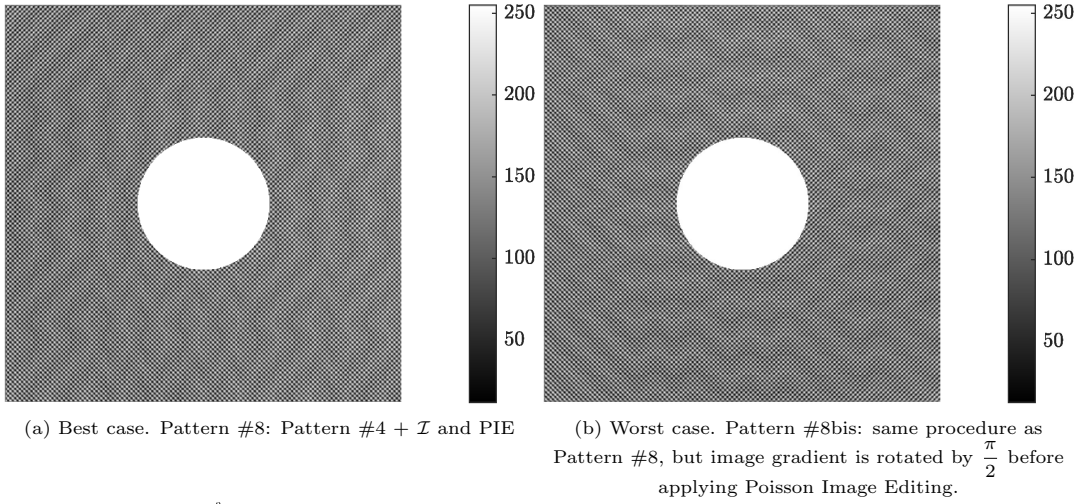 250
200
150
100
50
250
200
150
100
50
(a) Best case. Pattern #8: Pattern #4 + 𝓘 and PIE
(b) Worst case. Pattern #8bis: same procedure as
Pattern #8, but image gradient is rotated by π/2 before
applying Poisson Image Editing.